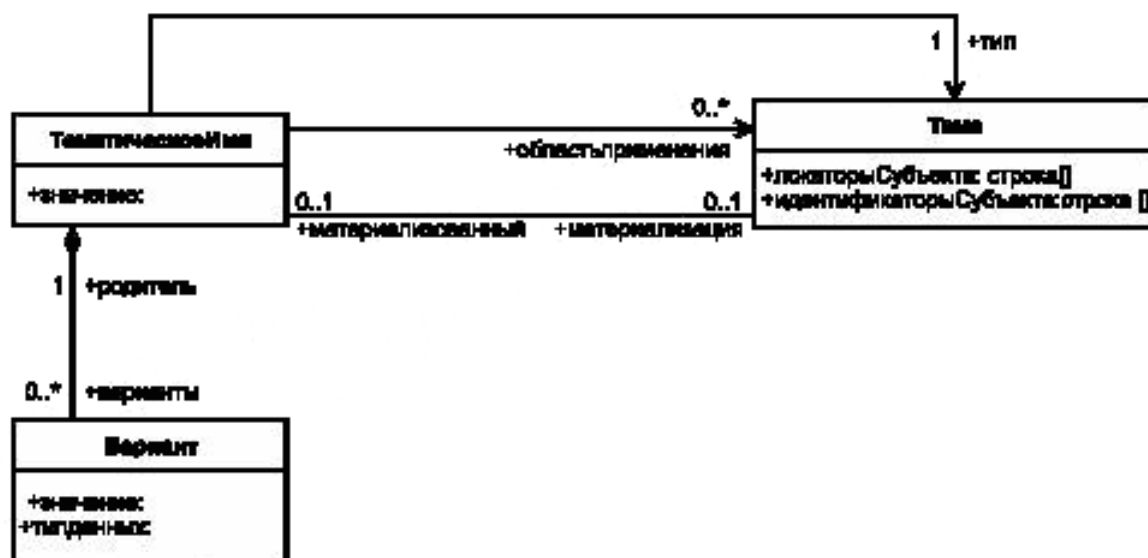 1 +тип
0..*
ТематическоеИмя
Тема
+областьприменения
+значение:
+локаторыСубъекта: строка[]
+идентификаторыСубъекта:строка []
0..1
0..1
+материализованный
+материализация
1 +родитель
0..* +варианты
Вариант
+значение:
+типданных: